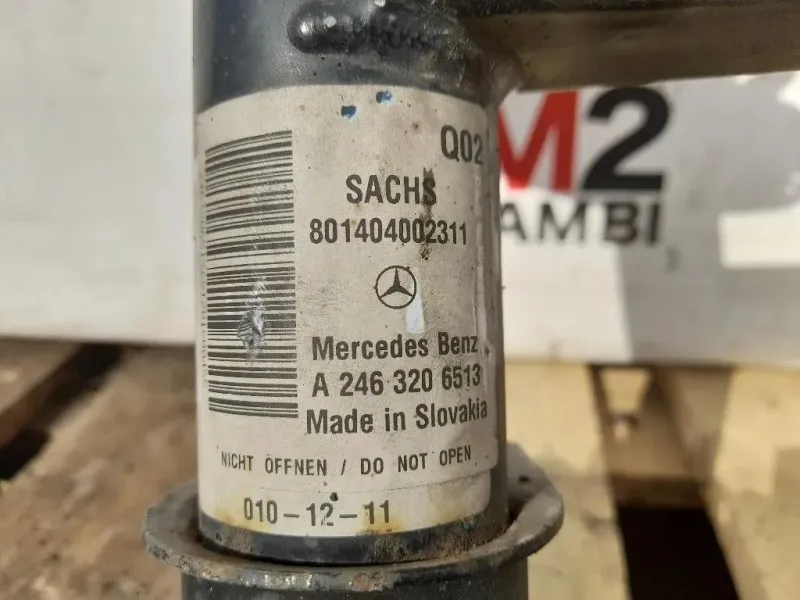 Q02
SACHS
801404002311
Mercedes Benz
A 246 320 6513
Made in Slovakia
NICHT ÖFFNEN / DO NOT OPEN
010-12-11
M2
AMBI